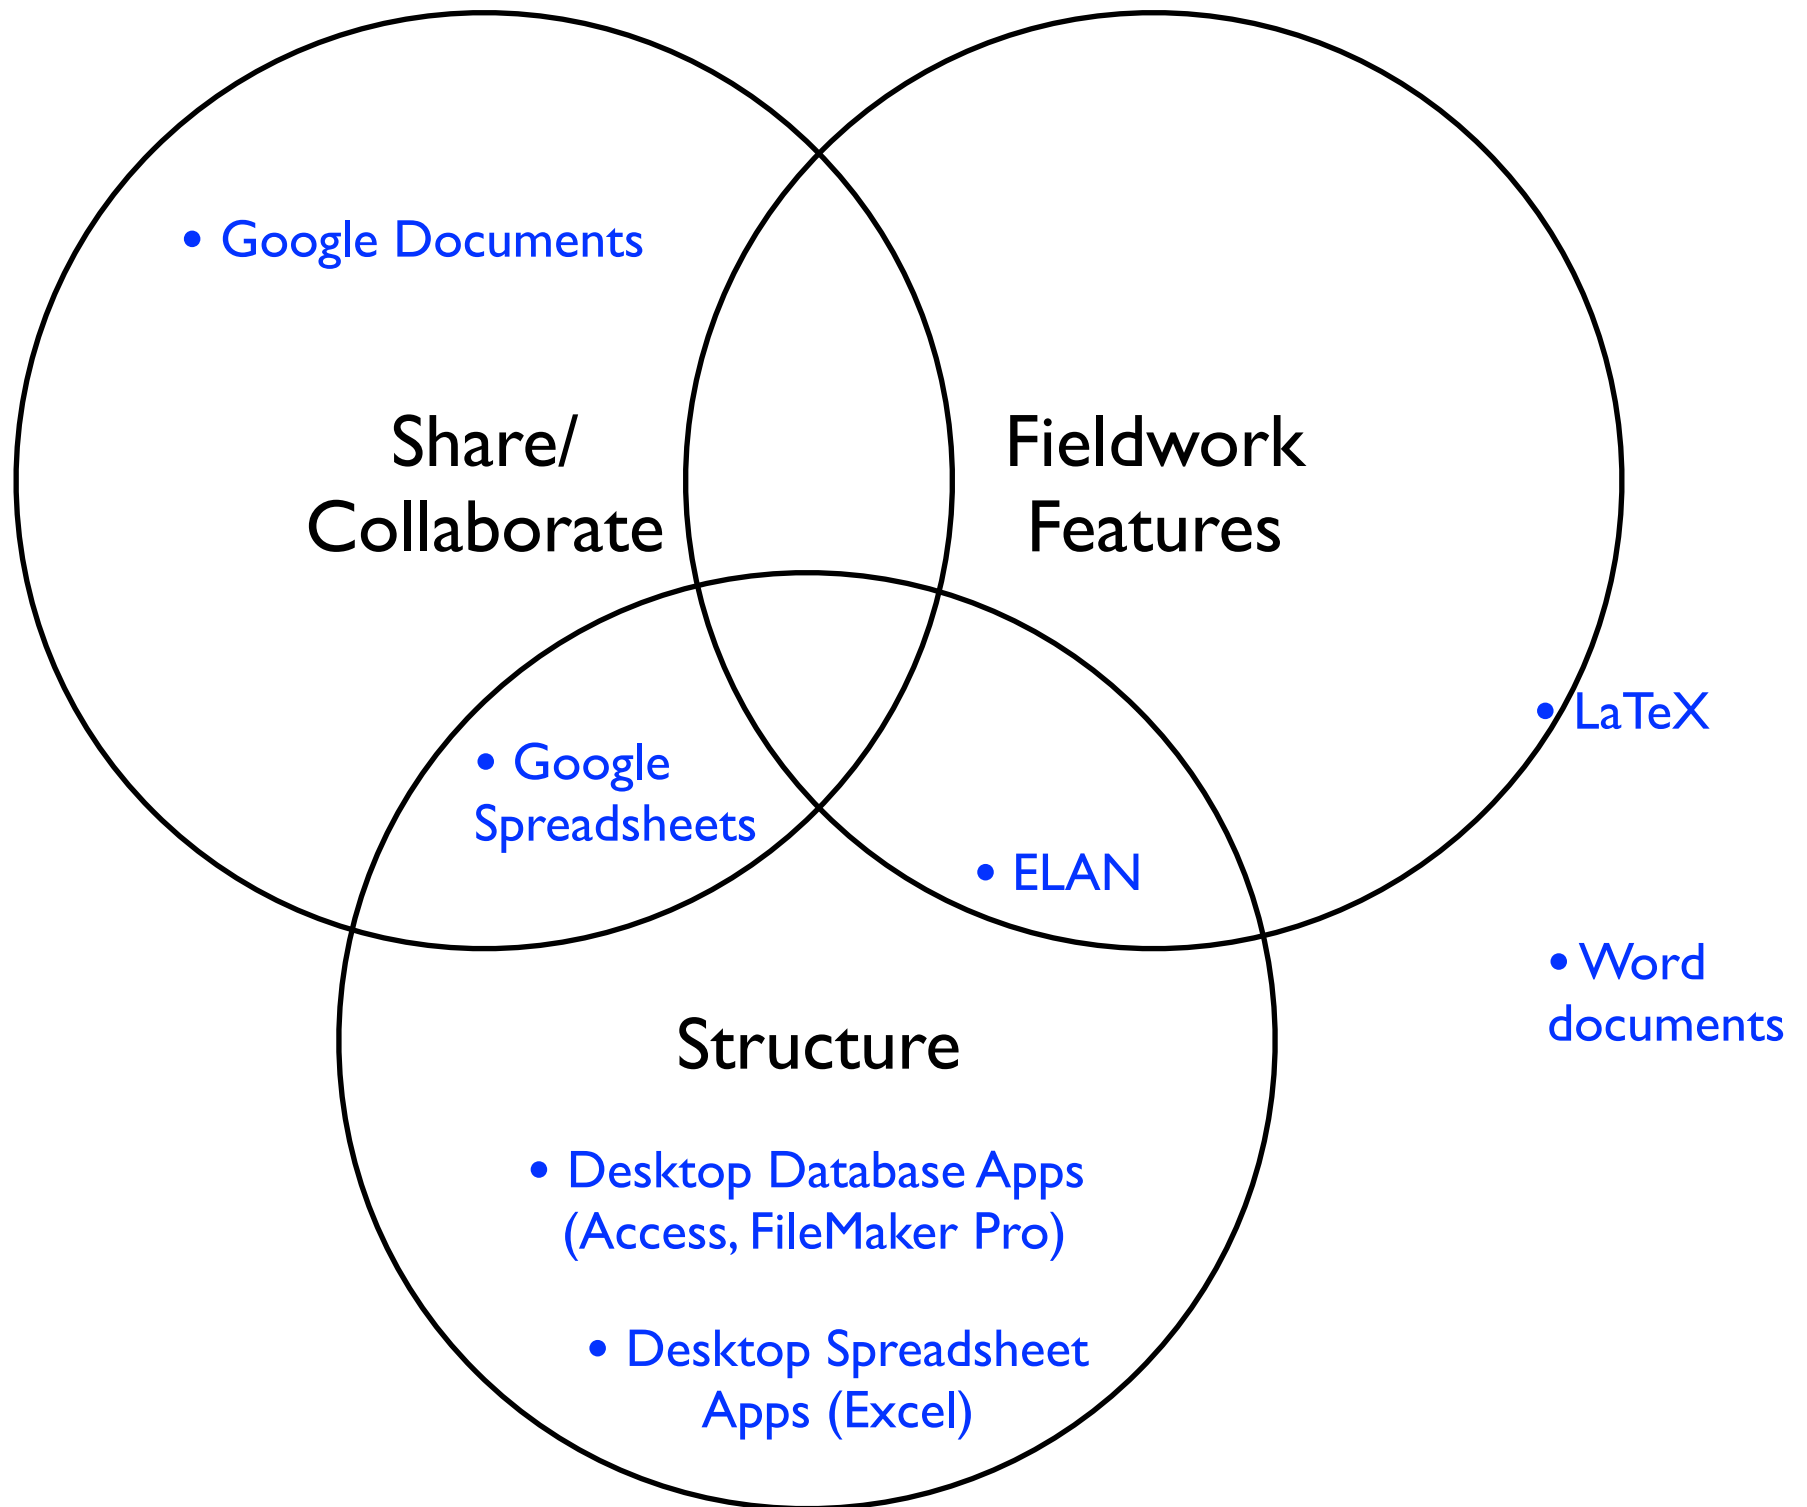 • Google Documents
Share/
Collaborate
Fieldwork
Features
• LaTeX
• Google
Spreadsheets
• ELAN
• Word
documents
Structure
• Desktop Database Apps
(Access, FileMaker Pro)
• Desktop Spreadsheet
Apps (Excel)